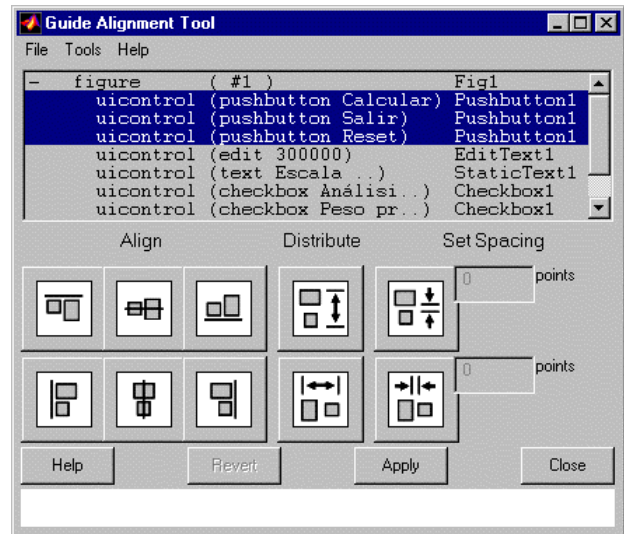 Guide Alignment Tool
File Tools Help
− figure ( #1 ) Fig1
uicontrol (pushbutton Calcular) Pushbutton1
uicontrol (pushbutton Salir) Pushbutton1
uicontrol (pushbutton Reset) Pushbutton1
uicontrol (edit 300000) EditText1
uicontrol (text Escala ..) StaticText1
uicontrol (checkbox Análisi..) Checkbox1
uicontrol (checkbox Peso pr..) Checkbox1
Align Distribute Set Spacing
0 points
0 points
Help Revert Apply Close